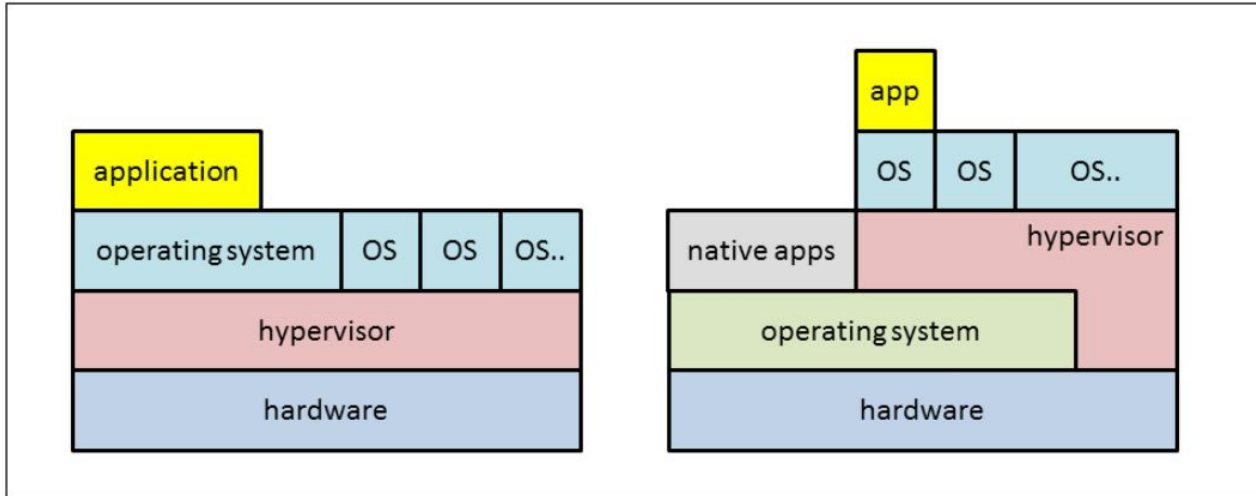 application
operating system
OS
OS
OS..
hypervisor
hardware
app
OS
OS
OS..
native apps
hypervisor
operating system
hardware